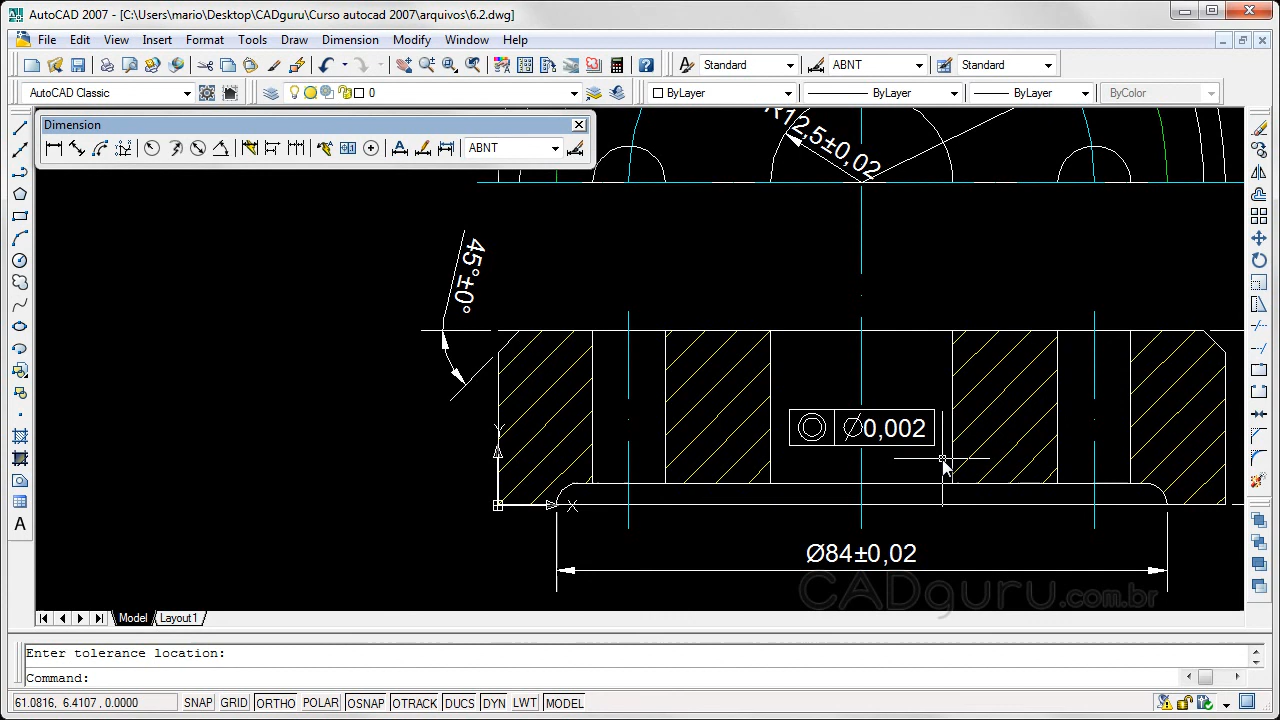 AutoCAD 2007 - [C:\Users\mario\Desktop\CADguru\Curso autocad 2007\arquivos\6.2.dwg]
File Edit View Insert Format Tools Draw Dimension Modify Window Help
Standard ABNT Standard
AutoCAD Classic 0 ByLayer ByLayer ByLayer ByColor
Dimension
ABNT
R12,5±0,02
45°±0°
Ø0,002
Y
X
Ø84±0,02
CADguru.com.br
Model Layout1
Enter tolerance location:
Command:
61.0816, 6.4107, 0.0000 SNAP GRID ORTHO POLAR OSNAP OTRACK DUCS DYN LWT MODEL
A